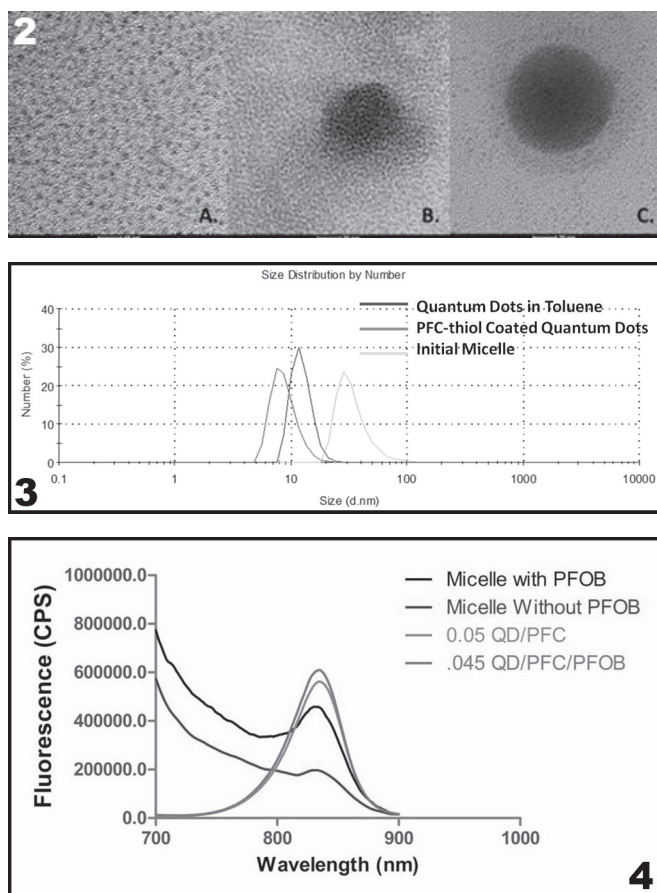 2
A.
B.
C.
Size Distribution by Number
Quantum Dots in Toluene
PFC-thiol Coated Quantum Dots
Initial Micelle
40
30
20
10
0
Number (%)
0.1
1
10
100
1000
10000
Size (d.nm)
3
Micelle with PFOB
Micelle Without PFOB
0.05 QD/PFC
.045 QD/PFC/PFOB
1000000.0
800000.0
600000.0
400000.0
200000.0
0.0
Fluorescence (CPS)
700
800
900
1000
Wavelength (nm)
4